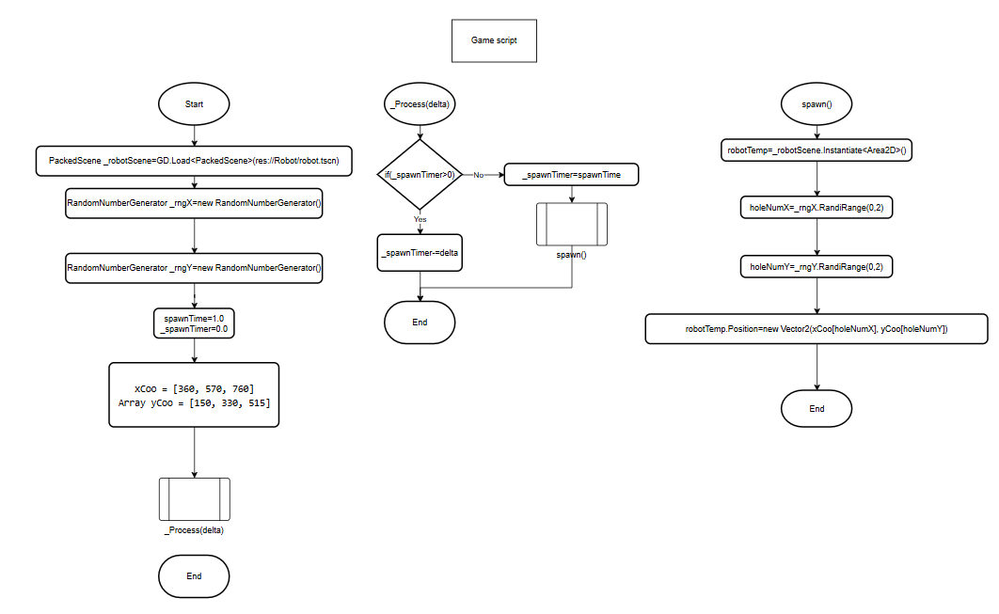 Game script
Start
PackedScene _robotScene=GD.Load<PackedScene>(res://Robot/robot.tscn)
RandomNumberGenerator _rngX=new RandomNumberGenerator()
RandomNumberGenerator _rngY=new RandomNumberGenerator()
spawnTime=1.0
_spawnTimer=0.0
xCoo = [360, 570, 760]
Array yCoo = [150, 330, 515]
_Process(delta)
End
_Process(delta)
if(_spawnTimer>0)
No
_spawnTimer=spawnTime
spawn()
Yes
_spawnTimer-=delta
End
spawn()
robotTemp=_robotScene.Instantiate<Area2D>()
holeNumX=_rngX.RandiRange(0,2)
holeNumY=_rngY.RandiRange(0,2)
robotTemp.Position=new Vector2(xCoo[holeNumX], yCoo[holeNumY])
End